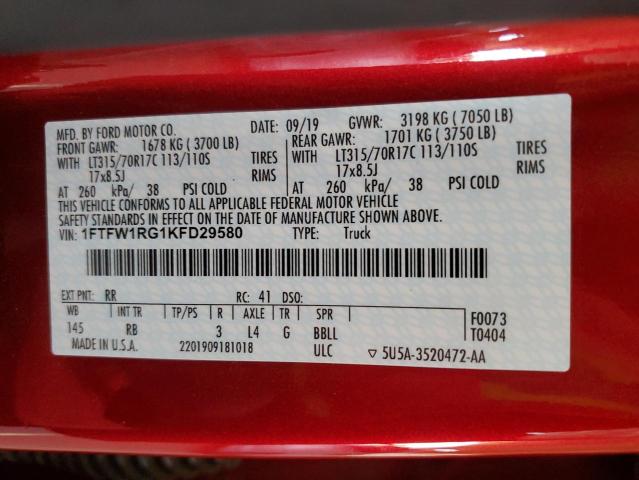 MFD. BY FORD MOTOR CO. DATE: 09/19 GVWR: 3198 KG ( 7050 LB)
FRONT GAWR: 1678 KG ( 3700 LB) REAR GAWR: 1701 KG ( 3750 LB)
WITH LT315/70R17C 113/110S TIRES WITH LT315/70R17C 113/110S TIRES
17x8.5J RIMS 17x8.5J RIMS
AT 260 kPa/ 38 PSI COLD AT 260 kPa/ 38 PSI COLD
THIS VEHICLE CONFORMS TO ALL APPLICABLE FEDERAL MOTOR VEHICLE
SAFETY STANDARDS IN EFFECT ON THE DATE OF MANUFACTURE SHOWN ABOVE.
VIN: 1FTFW1RG1KFD29580 TYPE: Truck
EXT PNT: RR RC: 41 DSO:
WB INT TR TP/PS R AXLE TR SPR F0073
145 RB 3 L4 G BBLL T0404
MADE IN U.S.A. 2201909181018 ULC ▽ 5U5A-3520472-AA